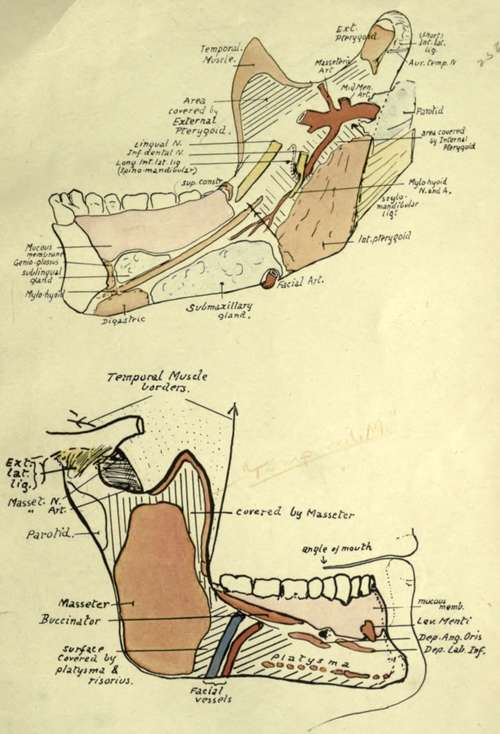 Ext.
Pterygoid
(short)
Int. lat.
lig.
Temporal
Muscle.
Masseteric
Art
Aur. temp. N
Mid Men.
Art.
Area
covered by
External
Pterygoid.
Parotid
area covered
by Internal
Pterygoid
Lingual N.
Inf. dental N.
Long Int. lat. lig
(Spino-mandibular)
sup. constr.
Mylo-hyoid
N. and A.
stylo-
mandibular
lig:
Int. pterygoid
Mucous
membrane
Genio-glossus
sublingual
gland
Mylo-hyoid
Digastric
Submaxillary
gland.
Facial Art.
Temporal Muscle
borders.
Ext.
lat.
lig.
Masset. N.
" Art.
Parotid.
covered by Masseter
angle of mouth
Masseter
Buccinator
surface
covered by
platysma &
risorius.
mucous
memb.
Lev. Menti
Dep. Ang. Oris
Dep. Lab. Inf.
platysma
Facial
vessels